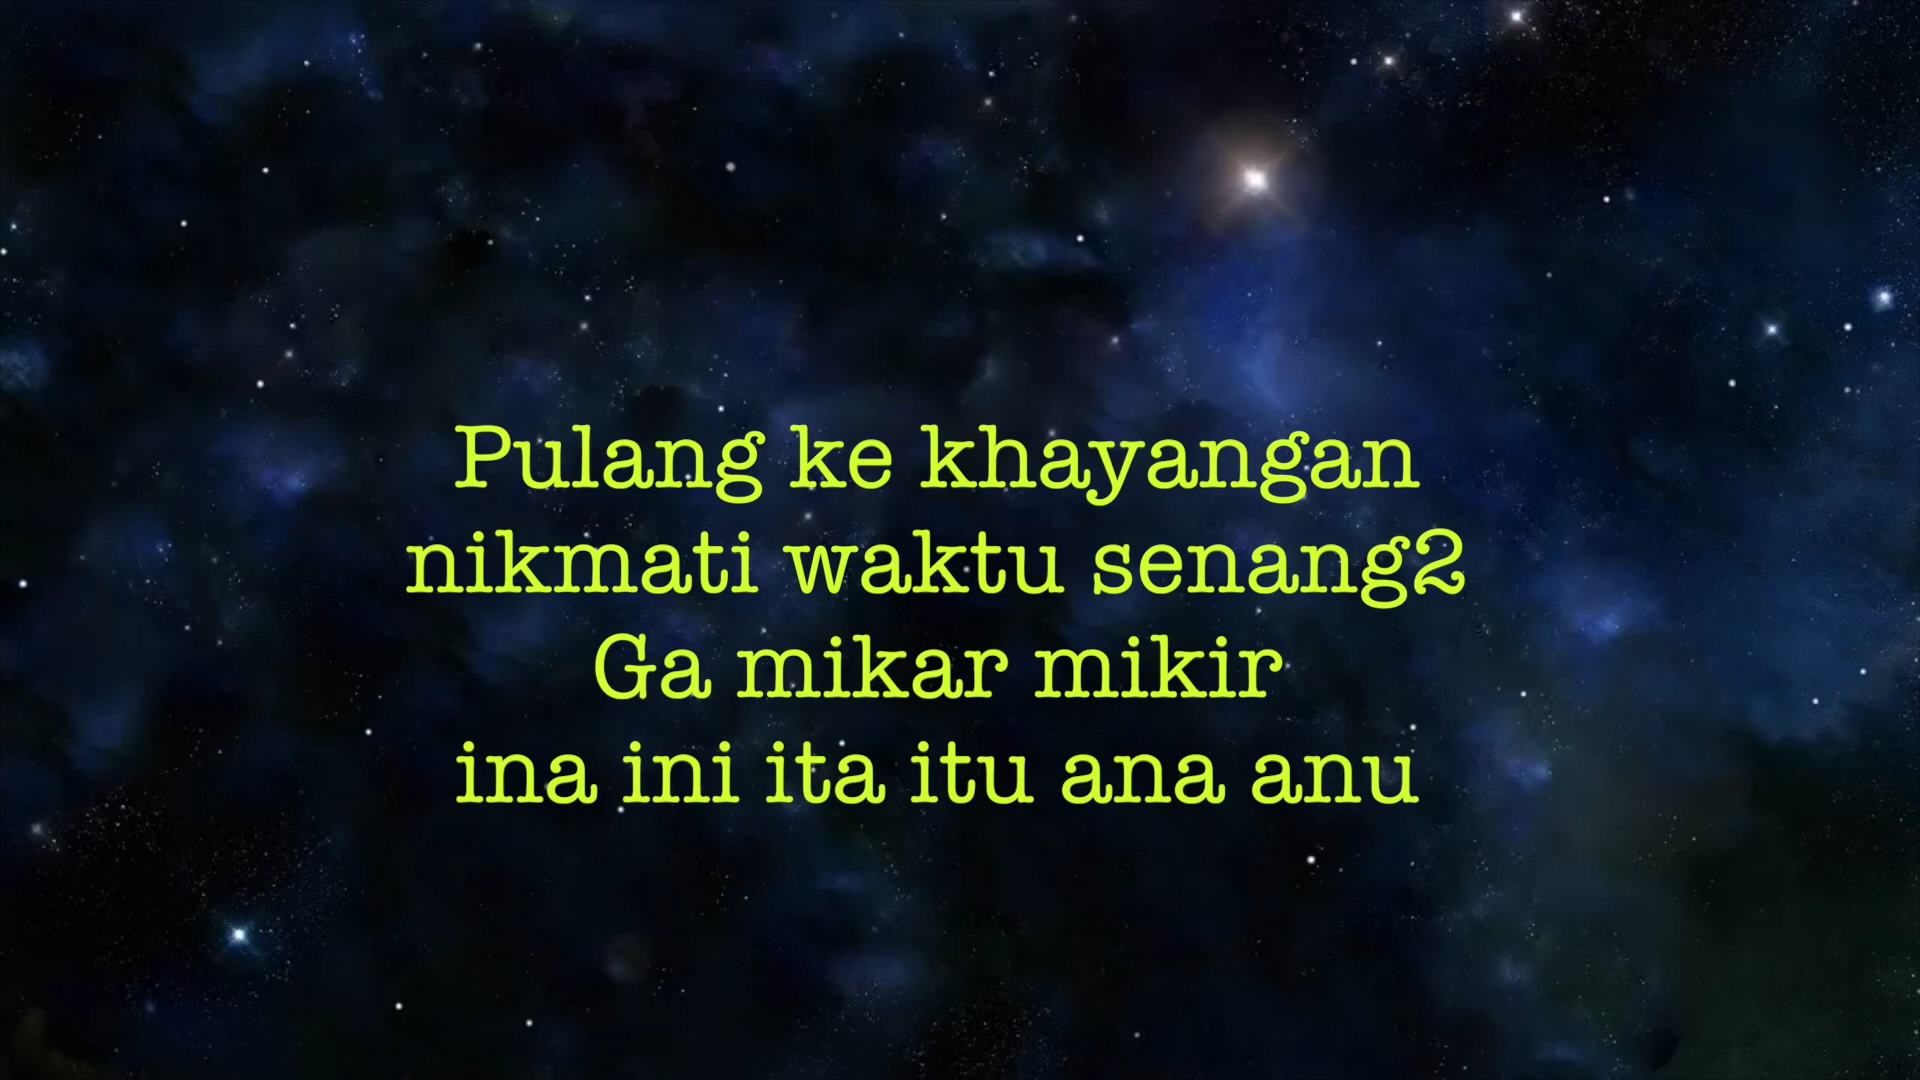 Pulang ke khayangan
nikmati waktu senang2
Ga mikar mikir
ina ini ita itu ana anu